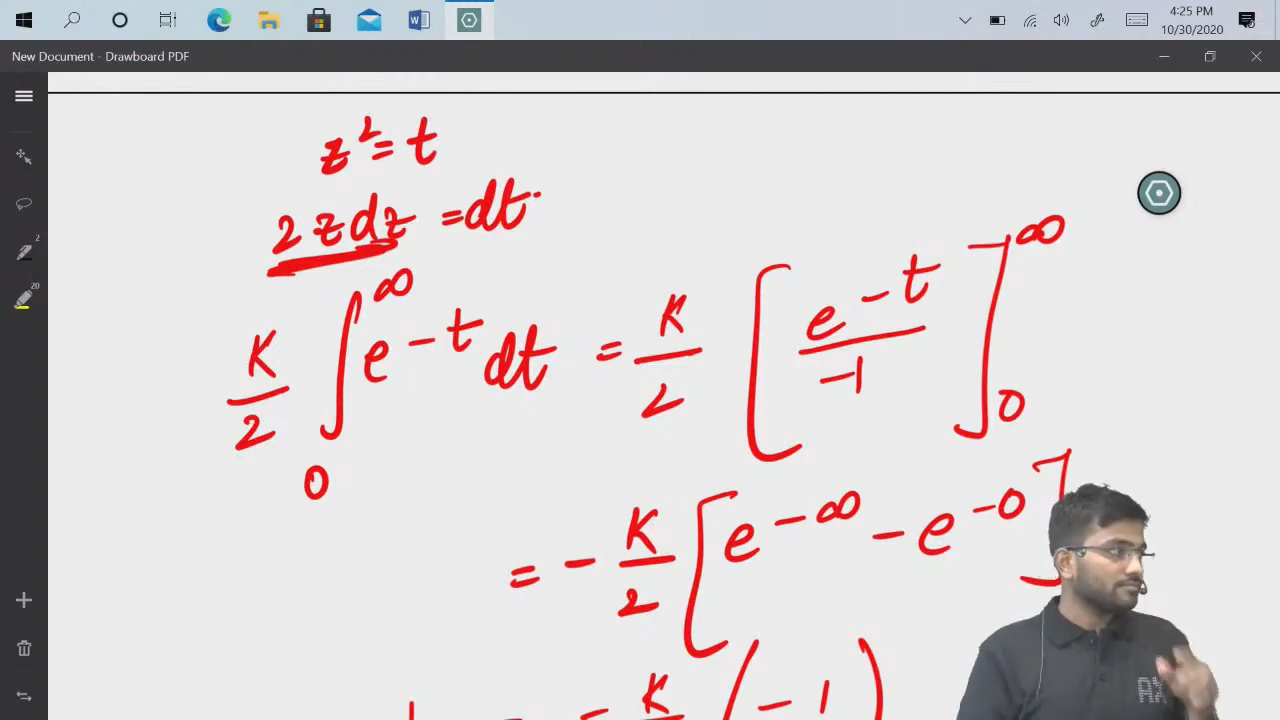 4:25 PM
10/30/2020
New Document - Drawboard PDF
z² = t
2zdz = dt
K/2 ∫₀^∞ e^-t dt = K/2 [e^-t/-1]₀^∞
= - K/2 [e^-∞ - e^-0]
= - K/ (-1)